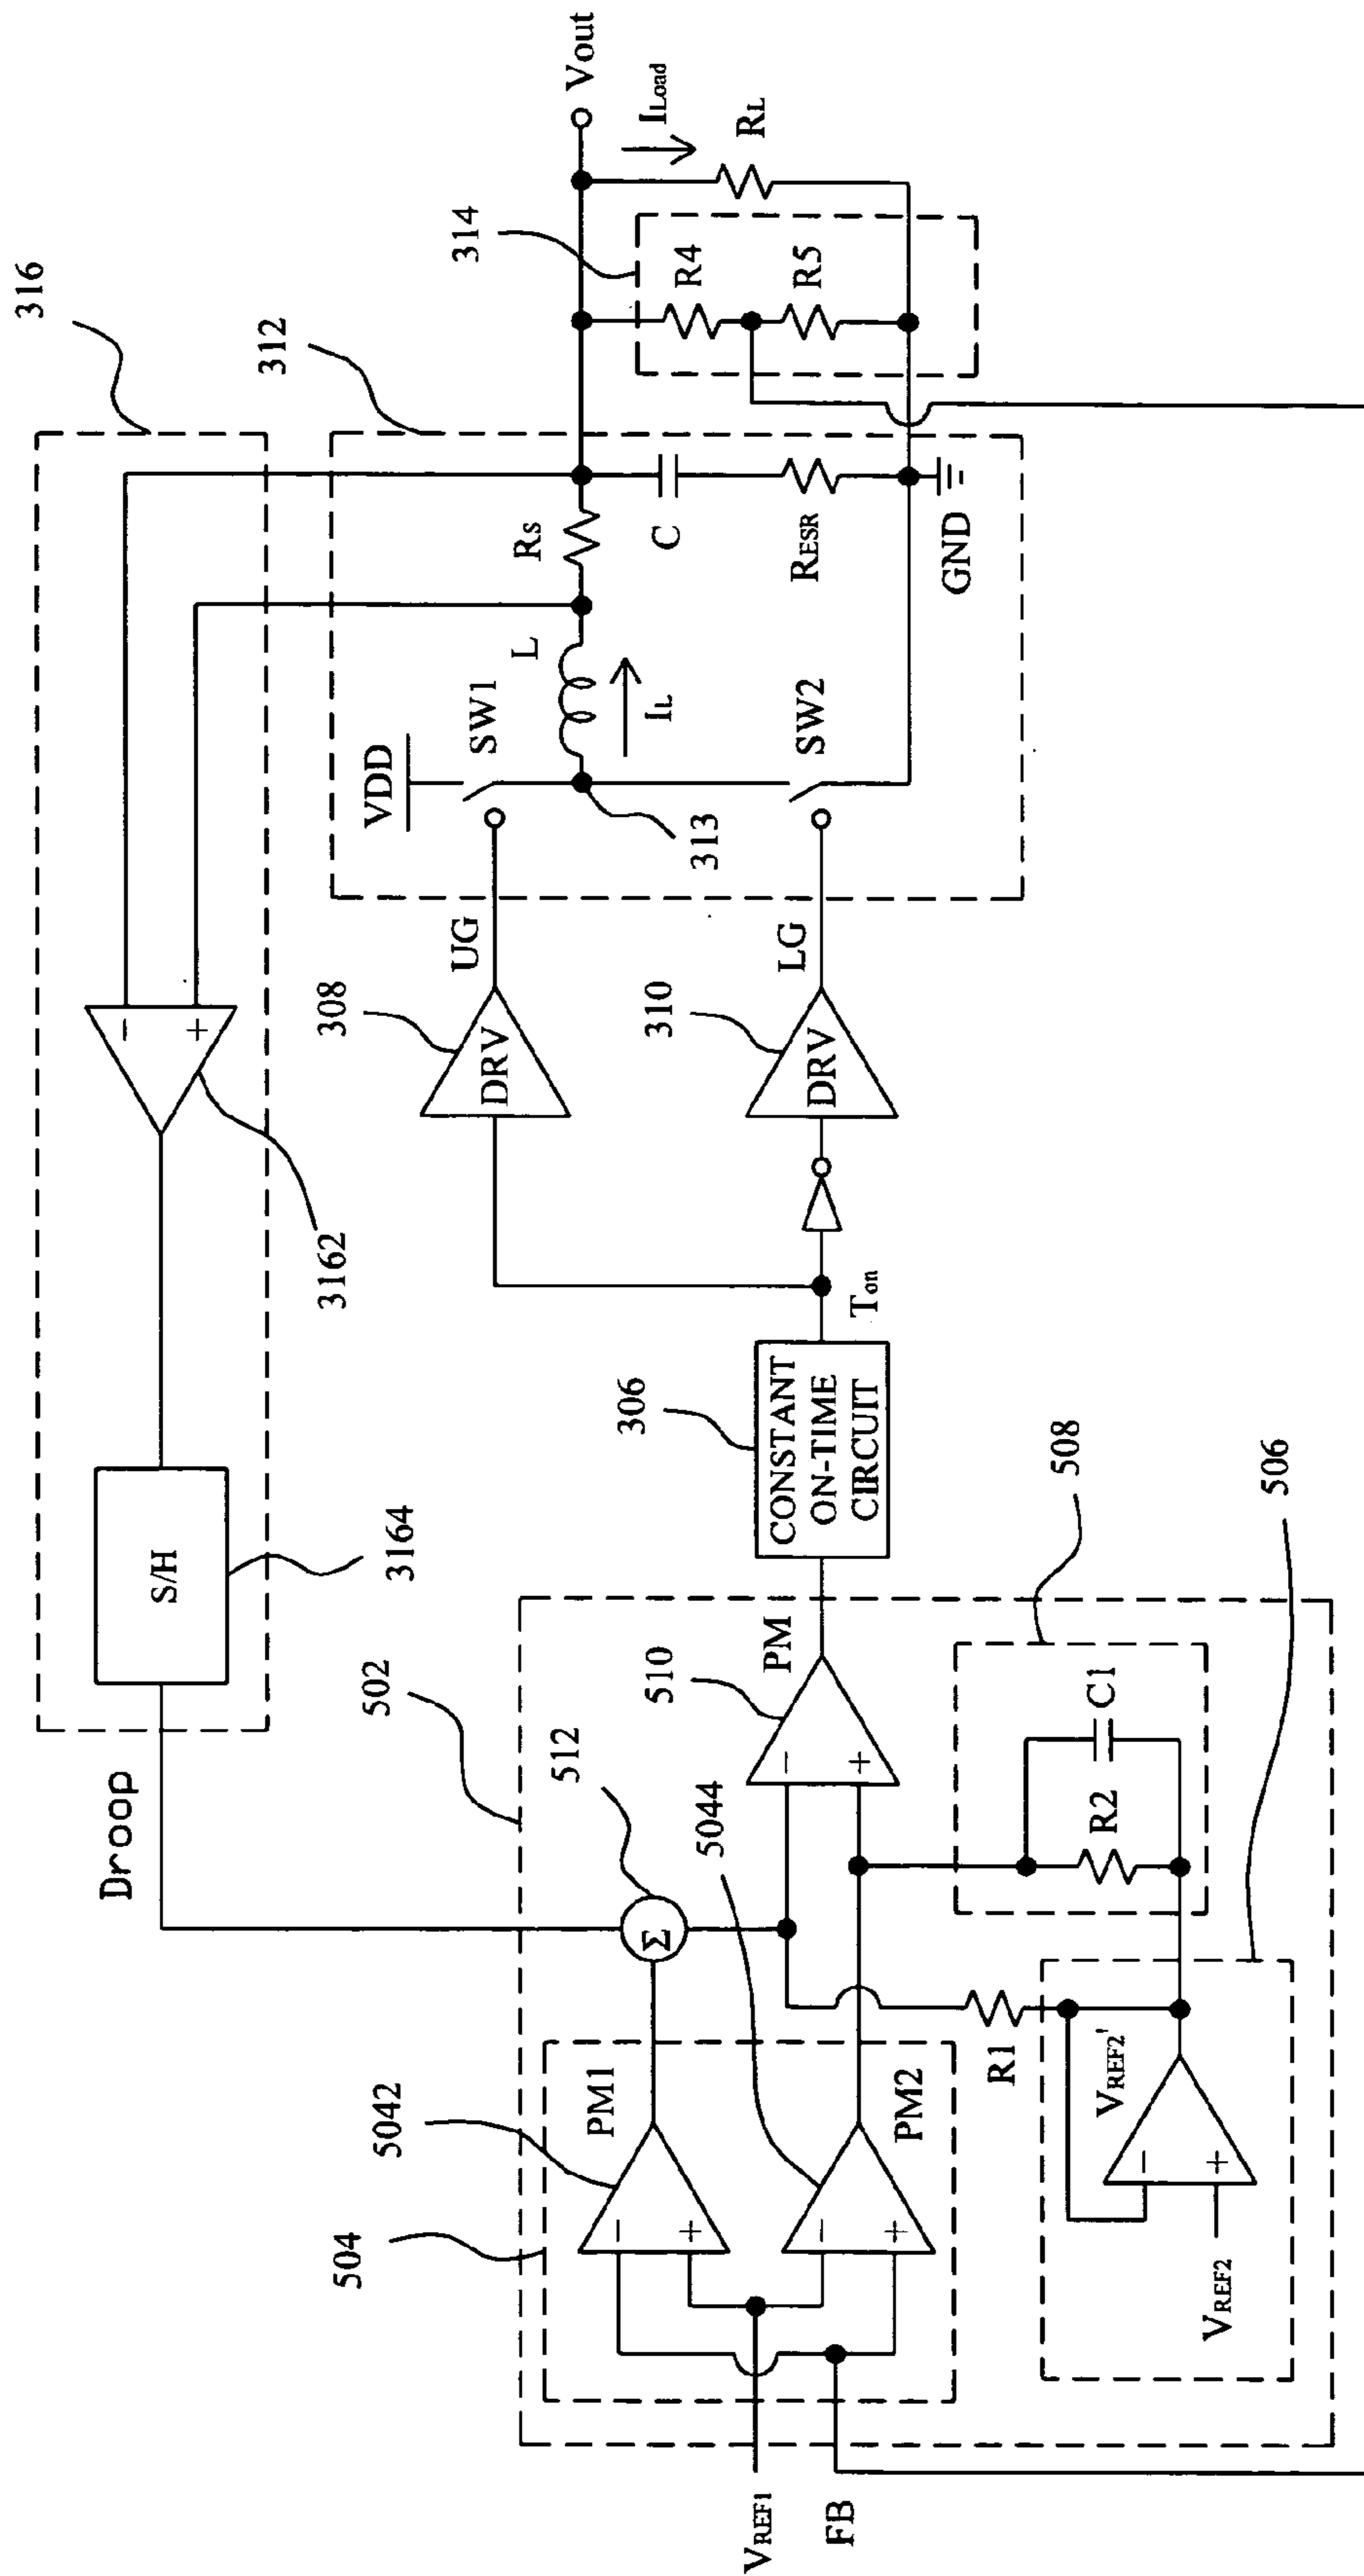 316
3164
S/H
Droop
3162
-
+
312
VDD
SW1
L
IL
Rs
C
RESR
GND
SW2
313
314
R4
R5
Vout
ILoad
RL
308
DRV
UG
310
DRV
LG
306
CONSTANT
ON-TIME
CIRCUIT
Ton
502
512
Σ
510
PM
-
+
504
5042
PM1
-
+
5044
PM2
-
+
VREF1
FB
508
R2
C1
506
R1
VREF2'
-
+
VREF2